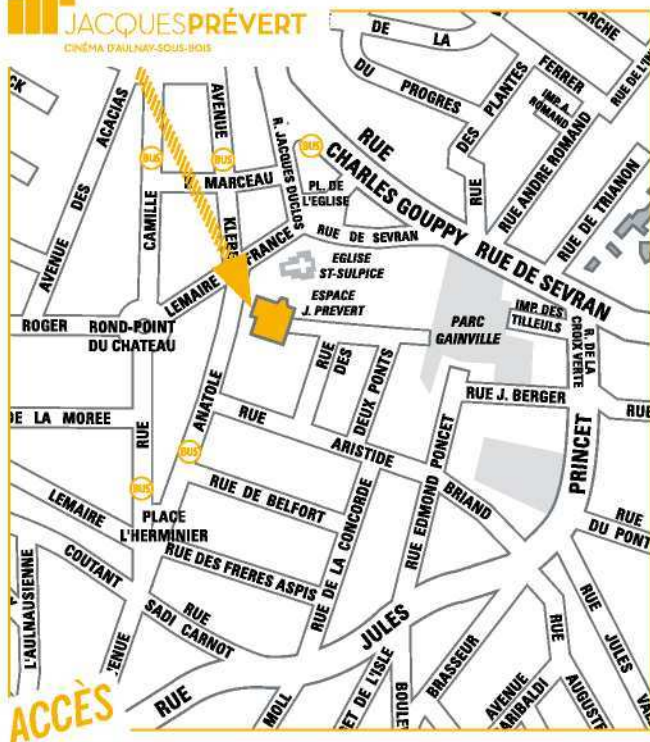 JACQUES PRÉVERT
CINÉMA D'AULNAY-SOUS-BOIS
DE LA
MARCHE
DU PROGRES
FERRER
IMP. A. ROMAND
RUE DES PLANTES
RUE ANDRE ROMAND
RUE DE TRIANON
AVENUE DES ACACIAS
AVENUE
R. JACQUES DUCLOS
BUS
BUS
BUS
RUE CHARLES GOUPPY
MARCEAU
PL. DE L'EGLISE
CAMILLE
KLEBER
LEMAIRE
FRANCE
RUE DE SEVRAN
RUE DE SEVRAN
EGLISE ST-SULPICE
ESPACE J. PREVERT
ROGER
ROND-POINT DU CHATEAU
PARC GAINVILLE
IMP. DES TILLEULS
R. DE LA CROIX VERTE
RUE DES DEUX PONTS
RUE J. BERGER
RUE
DE LA MOREE
RUE
ANATOLE
RUE ARISTIDE BRIAND
RUE EDMOND PONCET
PRINCET
BUS
BUS
LEMAIRE
PLACE L'HERMINIER
RUE DE BELFORT
RUE DE LA CONCORDE
RUE DU PONT
COUTANT
RUE DES FRERES ASPIS
L'AULNAUSIENNE
RUE SADI CARNOT
JULES
RUE
RUE JULES
BRASSEUR
RUE
AUGUSTE
AVENUE
ET DE L'ISLE
MOLL
ACCÈS